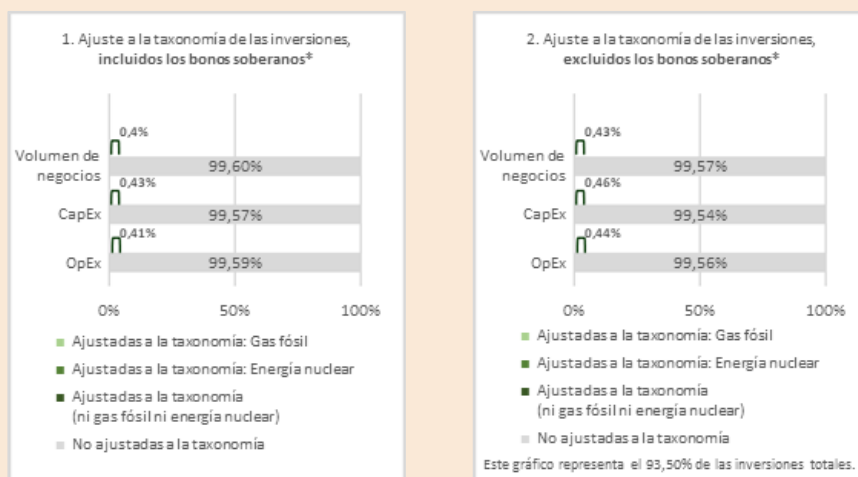 1. Ajuste a la taxonomía de las inversiones,
incluidos los bonos soberanos*
0,4%
Volumen de
negocios
99,60%
0,43%
CapEx
99,57%
0,41%
OpEx
99,59%
0%
50%
100%
Ajustadas a la taxonomía: Gas fósil
Ajustadas a la taxonomía: Energía nuclear
Ajustadas a la taxonomía
(ni gas fósil ni energía nuclear)
No ajustadas a la taxonomía
2. Ajuste a la taxonomía de las inversiones,
excluidos los bonos soberanos*
0,43%
Volumen de
negocios
99,57%
0,46%
CapEx
99,54%
0,44%
OpEx
99,56%
0%
50%
100%
Ajustadas a la taxonomía: Gas fósil
Ajustadas a la taxonomía: Energía nuclear
Ajustadas a la taxonomía
(ni gas fósil ni energía nuclear)
No ajustadas a la taxonomía
Este gráfico representa el 93,50% de las inversiones totales.